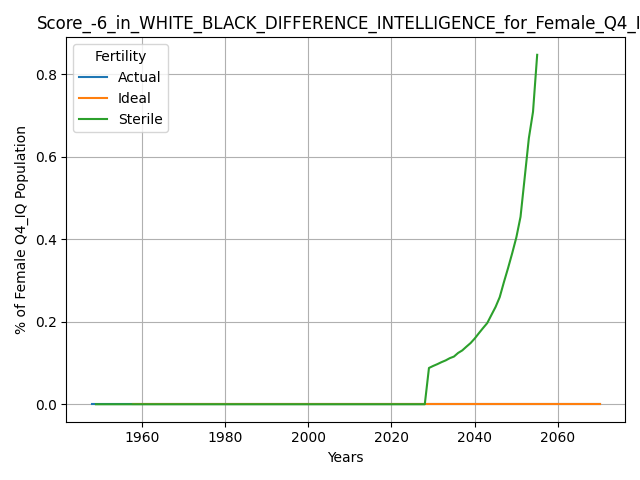 Score_-6_in_WHITE_BLACK_DIFFERENCE_INTELLIGENCE_for_Female_Q4_I
Fertility
Actual
Ideal
Sterile
% of Female Q4_IQ Population
0.8
0.6
0.4
0.2
0.0
1960 1980 2000 2020 2040 2060
Years